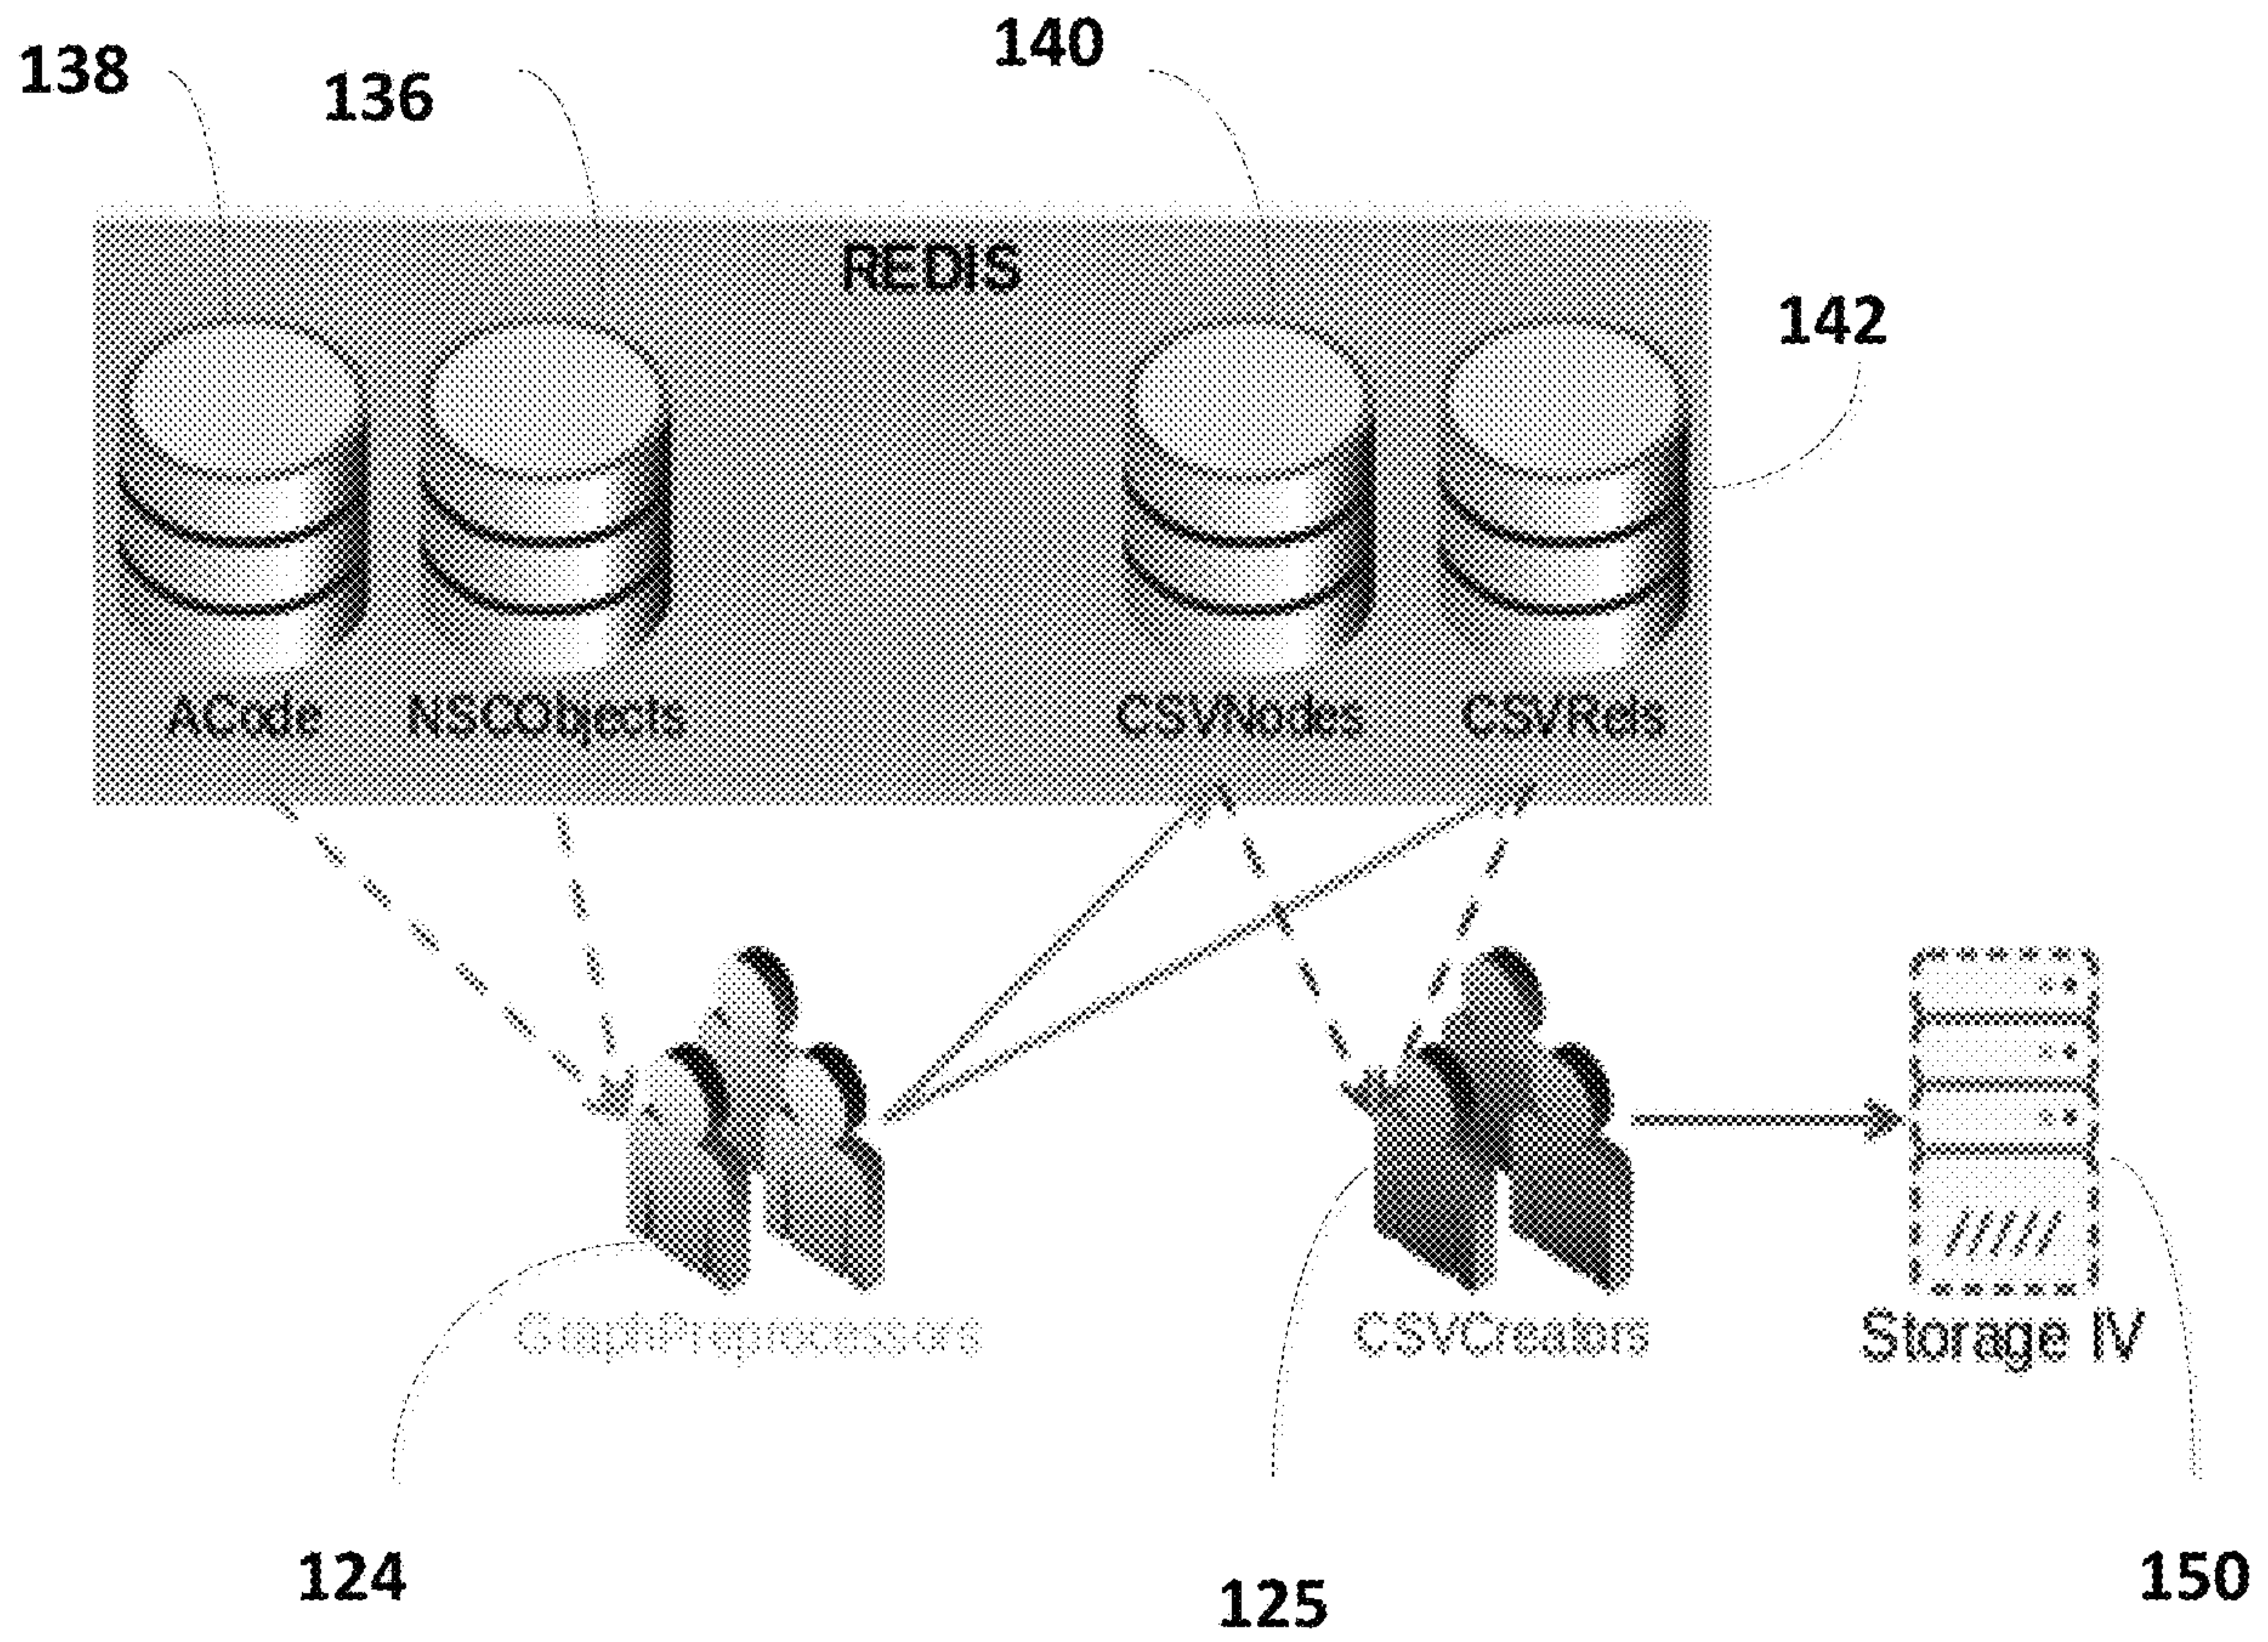 138
136
140
REDIS
142
ACode
NSCObjects
CSVNodes
CSVRels
GraphPreprocessors
CSVCreators
Storage IV
124
125
150